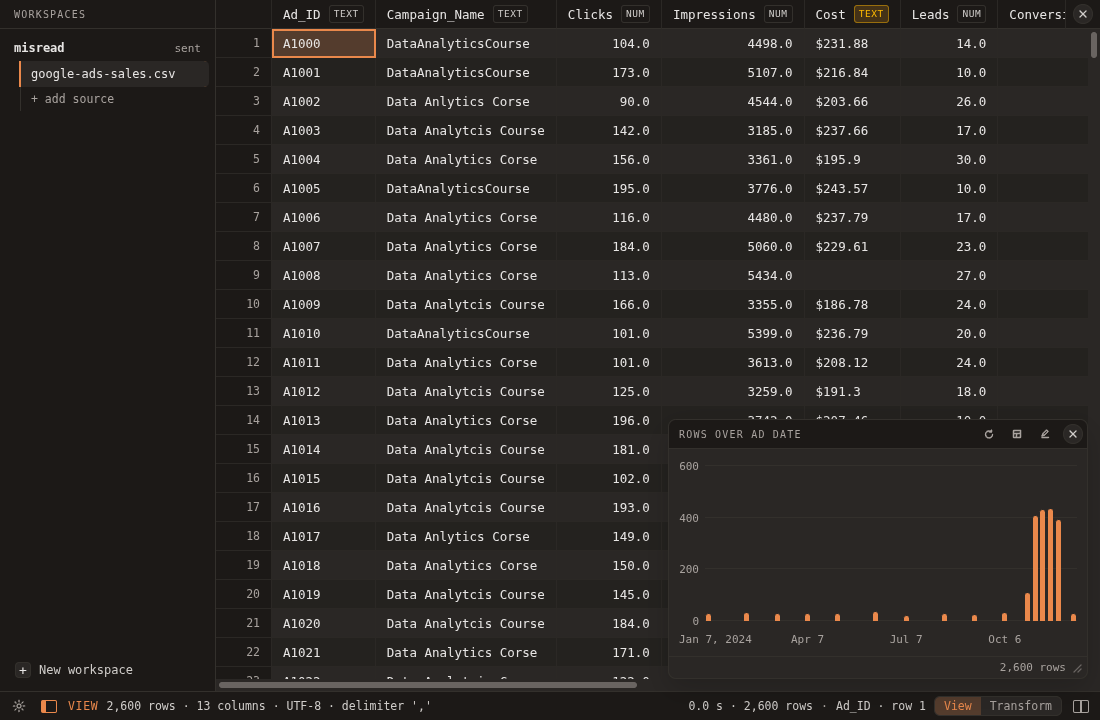 WORKSPACES
misread sent
google-ads-sales.csv
+ add source
+ New workspace
Ad_ID TEXT Campaign_Name TEXT Clicks NUM Impressions NUM Cost TEXT Leads NUM Conversi
1 A1000 DataAnalyticsCourse 104.0 4498.0 $231.88 14.0
2 A1001 DataAnalyticsCourse 173.0 5107.0 $216.84 10.0
3 A1002 Data Anlytics Corse 90.0 4544.0 $203.66 26.0
4 A1003 Data Analytcis Course 142.0 3185.0 $237.66 17.0
5 A1004 Data Analytics Corse 156.0 3361.0 $195.9 30.0
6 A1005 DataAnalyticsCourse 195.0 3776.0 $243.57 10.0
7 A1006 Data Analytics Corse 116.0 4480.0 $237.79 17.0
8 A1007 Data Analytics Corse 184.0 5060.0 $229.61 23.0
9 A1008 Data Analytics Corse 113.0 5434.0 27.0
10 A1009 Data Analytcis Course 166.0 3355.0 $186.78 24.0
11 A1010 DataAnalyticsCourse 101.0 5399.0 $236.79 20.0
12 A1011 Data Analytics Corse 101.0 3613.0 $208.12 24.0
13 A1012 Data Analytcis Course 125.0 3259.0 $191.3 18.0
14 A1013 Data Analytcis Course 196.0
15 A1014 Data Analytcis Course 181.0
16 A1015 Data Analytcis Course 102.0
17 A1016 Data Analytcis Course 193.0
18 A1017 Data Anlytics Corse 149.0
19 A1018 Data Analytics Corse 150.0
20 A1019 Data Analytcis Course 145.0
21 A1020 Data Analytcis Course 184.0
22 A1021 Data Analytics Corse 171.0
ROWS OVER AD DATE
600
400
200
0
Jan 7, 2024 Apr 7 Jul 7 Oct 6
2,600 rows
VIEW 2,600 rows · 13 columns · UTF-8 · delimiter ',' 0.0 s · 2,600 rows · Ad_ID · row 1 View Transform